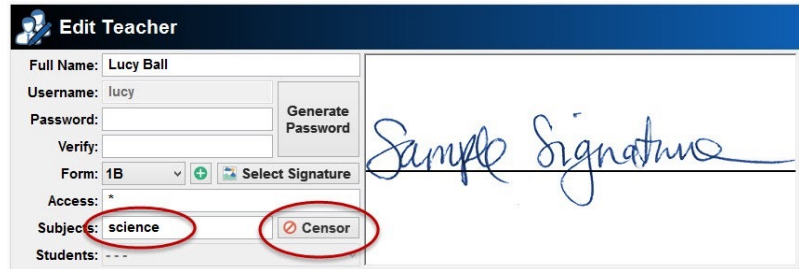 Edit Teacher
Full Name: Lucy Ball
Username: lucy
Password:
Generate Password
Verify:
Form: 1B Select Signature
Access: *
Subjects: science Censor
Students: - - -
Sample Signature